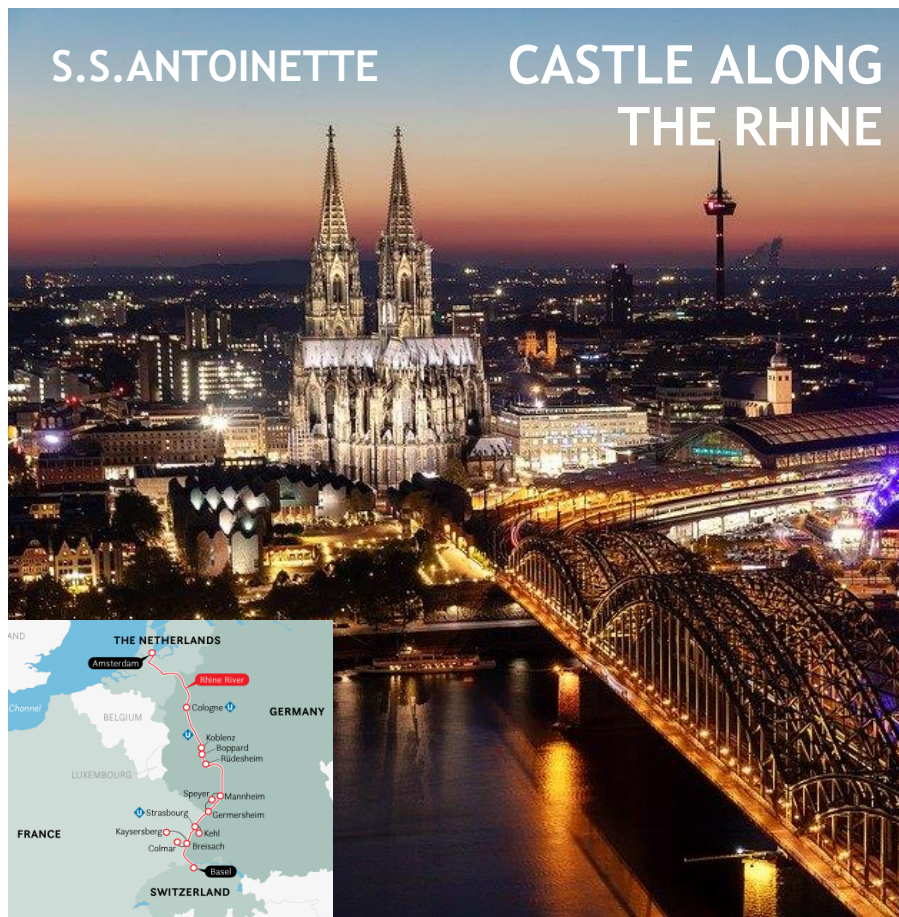 S.S.ANTOINETTE
CASTLE ALONG
THE RHINE
AND
THE NETHERLANDS
Amsterdam
Rhine River
Channel
Cologne U
BELGIUM
GERMANY
U
Koblenz
Boppard
Rüdesheim
LUXEMBOURG
Speyer
Mannheim
U Strasbourg
Germersheim
FRANCE
Kaysersberg
Kehl
Colmar
Breisach
Basel
SWITZERLAND